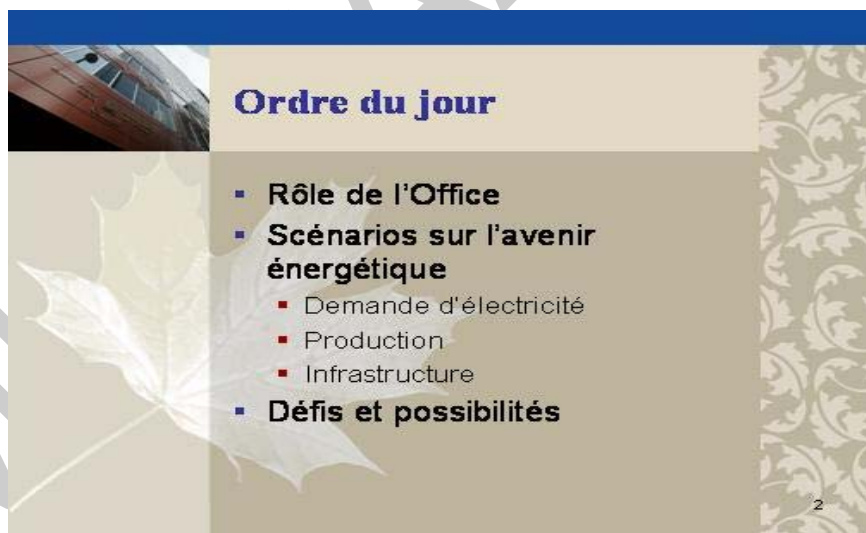 Ordre du jour
Rôle de l'Office
Scénarios sur l'avenir
énergétique
Demande d'électricité
Production
Infrastructure
Défis et possibilités
2